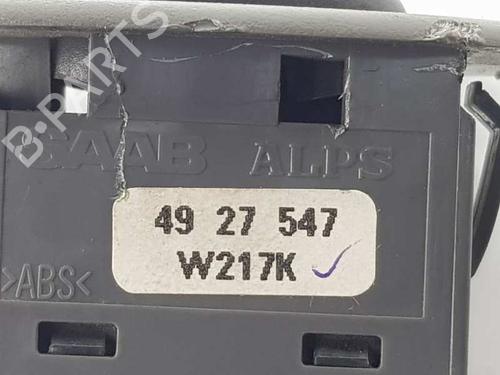 B-PARTS
SAAB ALPS
49 27 547
W217K
>ABS<